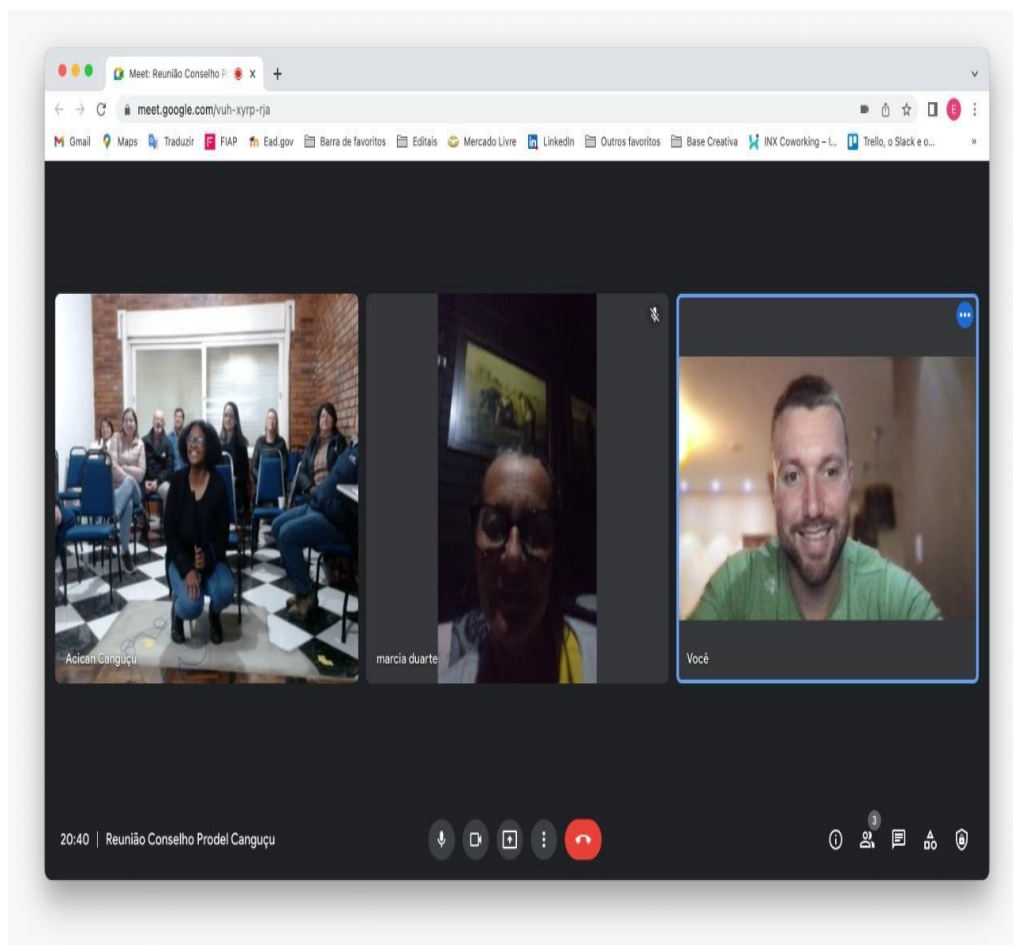 Meet: Reunião Conselho P
meet.google.com/vuh-xyrp-rja
E
Gmail Maps Traduzir FIAP Ead.gov Barra de favoritos Editais Mercado Livre LinkedIn Outros favoritos Base Creativa INX Coworking – I... Trello, o Slack e o... »
Acican Canguçu
marcia duarte
Você
3
20:40 | Reunião Conselho Prodel Canguçu